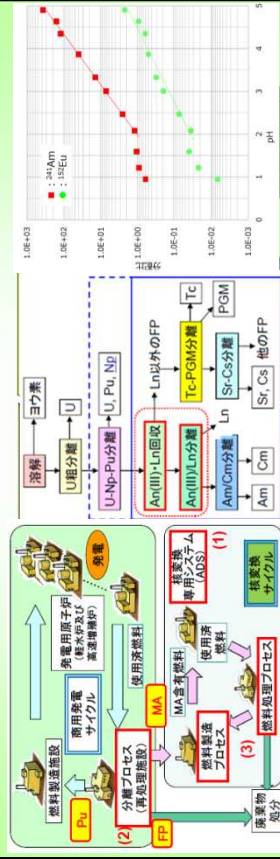 発電用原子炉
(軽水炉及び
高速増殖炉)
発電
燃料製造施設
商用発電
サイクル
使用済燃料
Pu
(2)
分離プロセス
(再処理施設)
MA
FP
核変換
専用システム
(ADS)
(1)
MA含有燃料
使用済
燃料
核変換
サイクル
燃料製造
プロセス
(3)
燃料処理プロセス
廃棄物
処分
溶解
ヨウ素
U粗分離
U
U-Np-Pu分離
U, Pu, Np
An(III)・Ln回収
Ln以外のFP
An(III)/Ln分離
Ln
Tc-PGM分離
Tc
PGM
Am/Cm分離
Sr-Cs分離
Am
Cm
Sr, Cs
他のFP
分配比
1.0E+03
1.0E+02
1.0E+01
1.0E+00
1.0E-01
1.0E-02
1.0E-03
: 241Am
: 152Eu
1
2
3
4
5
pH